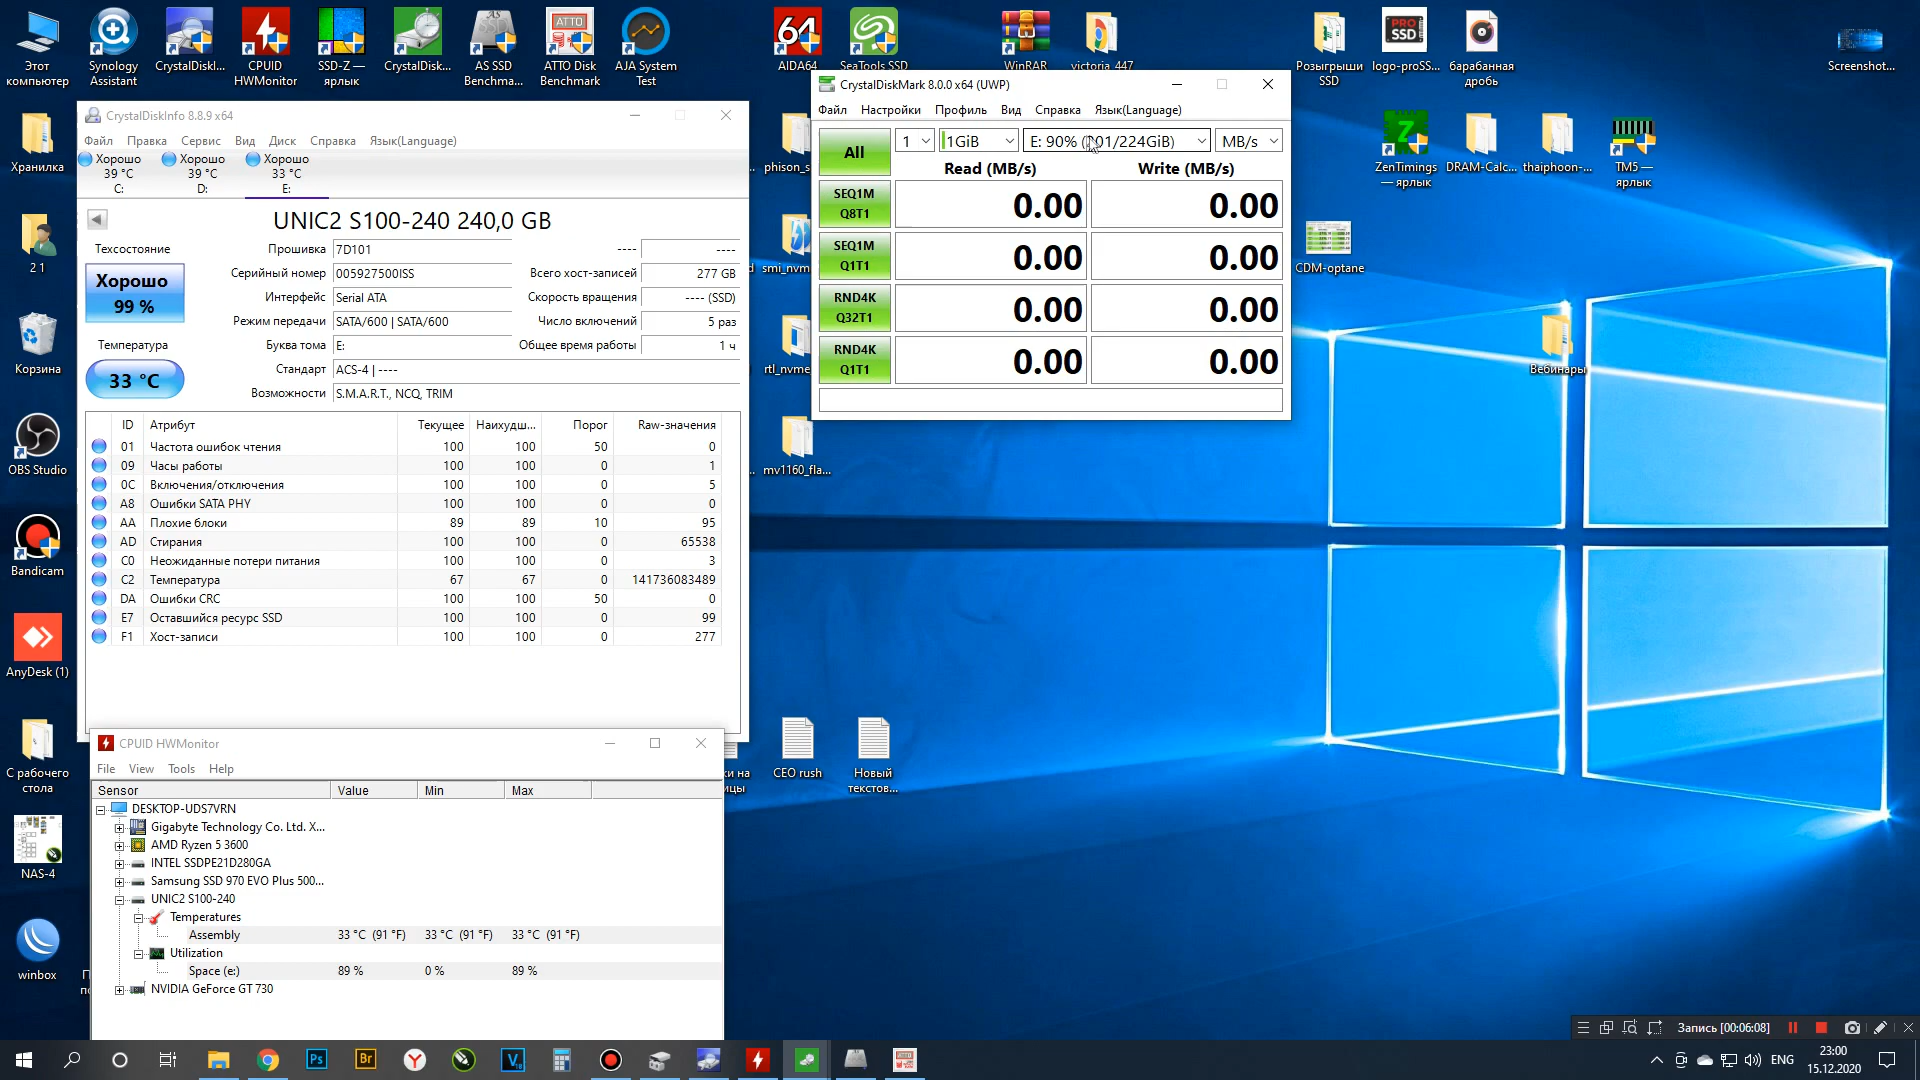 Этот компьютер
Synology Assistant
CrystalDiskI...
CPUID HWMonitor
SSD-Z — ярлык
CrystalDisk...
AS SSD Benchma...
ATTO Disk Benchmark
AJA System Test
AIDA64
SeaTools SSD
WinRAR
victoria_447
Розыгрыши SSD
logo-proSS...
барабанная дробь
Screenshot...
Хранилка
2 1
Корзина
OBS Studio
Bandicam
AnyDesk (1)
С рабочего стола
NAS-4
winbox
ZenTimings — ярлык
DRAM-Calc...
thaiphoon-...
TM5 — ярлык
CDM-optane
Вебинары
phison_s
smi_nvm
rtl_nvme
mv1160_fla...
CEO rush
Новый текстов...
CrystalDiskInfo 8.8.9 x64
Файл Правка Сервис Вид Диск Справка Язык(Language)
Хорошо 39 °C C:
Хорошо 39 °C D:
Хорошо 33 °C E:
UNIC2 S100-240 240,0 GB
Техсостояние
Хорошо
99 %
Температура
33 °C
Прошивка 7D101 ---- ----
Серийный номер 005927500ISS Всего хост-записей 277 GB
Интерфейс Serial ATA Скорость вращения ---- (SSD)
Режим передачи SATA/600 | SATA/600 Число включений 5 раз
Буква тома E: Общее время работы 1 ч
Стандарт ACS-4 | ----
Возможности S.M.A.R.T., NCQ, TRIM
ID Атрибут Текущее Наихудш... Порог Raw-значения
01 Частота ошибок чтения 100 100 50 0
09 Часы работы 100 100 0 1
0C Включения/отключения 100 100 0 5
A8 Ошибки SATA PHY 100 100 0 0
AA Плохие блоки 89 89 10 95
AD Стирания 100 100 0 65538
C0 Неожиданные потери питания 100 100 0 3
C2 Температура 67 67 0 141736083489
DA Ошибки CRC 100 100 50 0
E7 Оставшийся ресурс SSD 100 100 0 99
F1 Хост-записи 100 100 0 277
CrystalDiskMark 8.0.0 x64 (UWP)
Файл Настройки Профиль Вид Справка Язык(Language)
All 1 1GiB E: 90% (201/224GiB) MB/s
Read (MB/s) Write (MB/s)
SEQ1M Q8T1 0.00 0.00
SEQ1M Q1T1 0.00 0.00
RND4K Q32T1 0.00 0.00
RND4K Q1T1 0.00 0.00
CPUID HWMonitor
File View Tools Help
Sensor Value Min Max
DESKTOP-UDS7VRN
Gigabyte Technology Co. Ltd. X...
AMD Ryzen 5 3600
INTEL SSDPE21D280GA
Samsung SSD 970 EVO Plus 500...
UNIC2 S100-240
Temperatures
Assembly 33 °C (91 °F) 33 °C (91 °F) 33 °C (91 °F)
Utilization
Space (e:) 89 % 0 % 89 %
NVIDIA GeForce GT 730
Запись [00:06:08]
ENG
23:00
15.12.2020